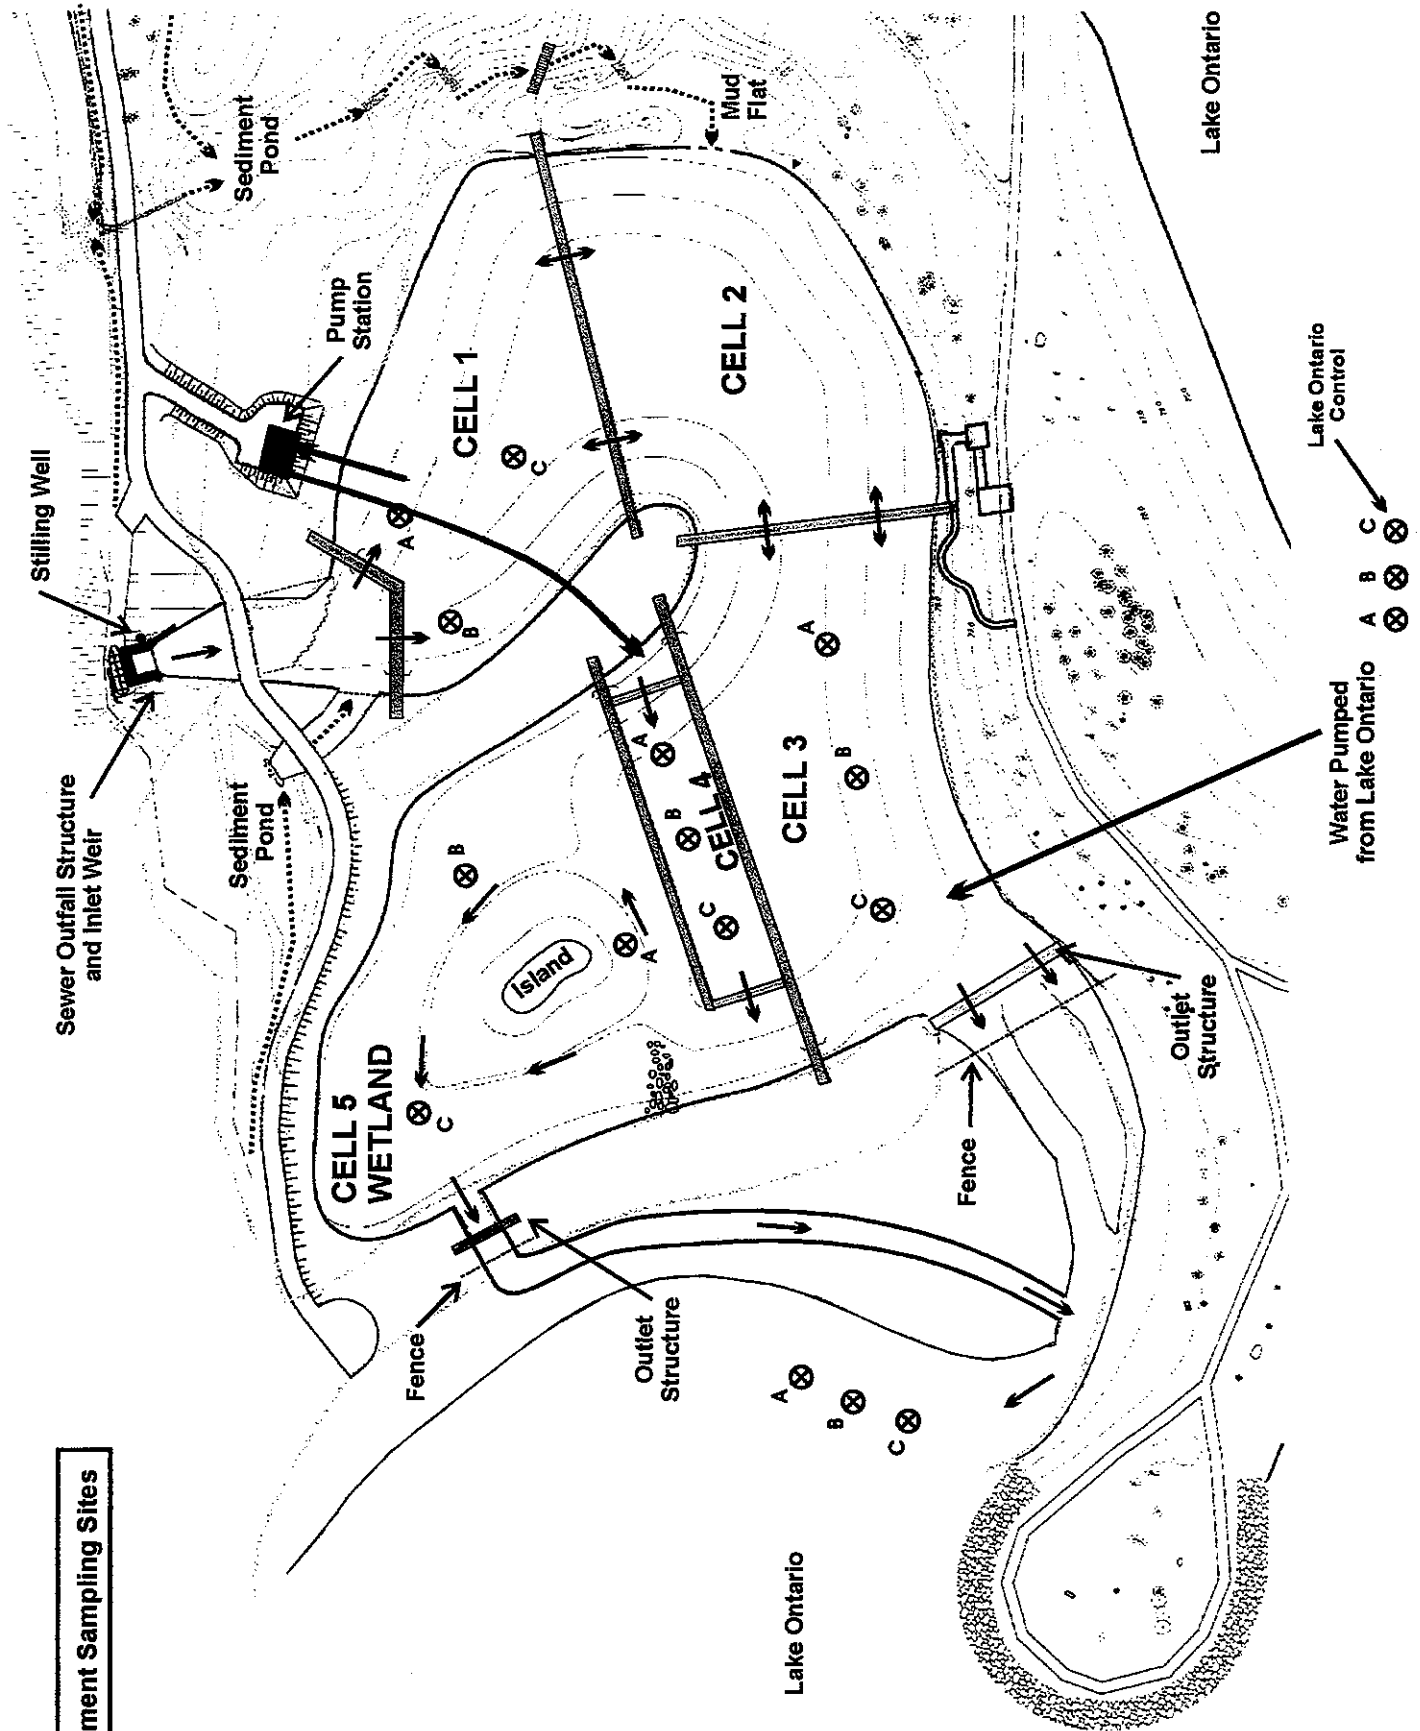 ment Sampling Sites
Sewer Outfall Structure
and Inlet Weir
Stilling Well
Sediment
Pond
Sediment
Pond
Pump
Station
Mud
Flat
CELL 1
A
B
C
CELL 2
CELL 3
A
B
C
CELL 4
A
B
C
CELL 5
WETLAND
A
B
C
Island
Fence
Outlet
Structure
Fence
Outlet
Structure
A
B
C
Lake Ontario
Water Pumped
from Lake Ontario
Lake Ontario
Control
A
B
C
Lake Ontario